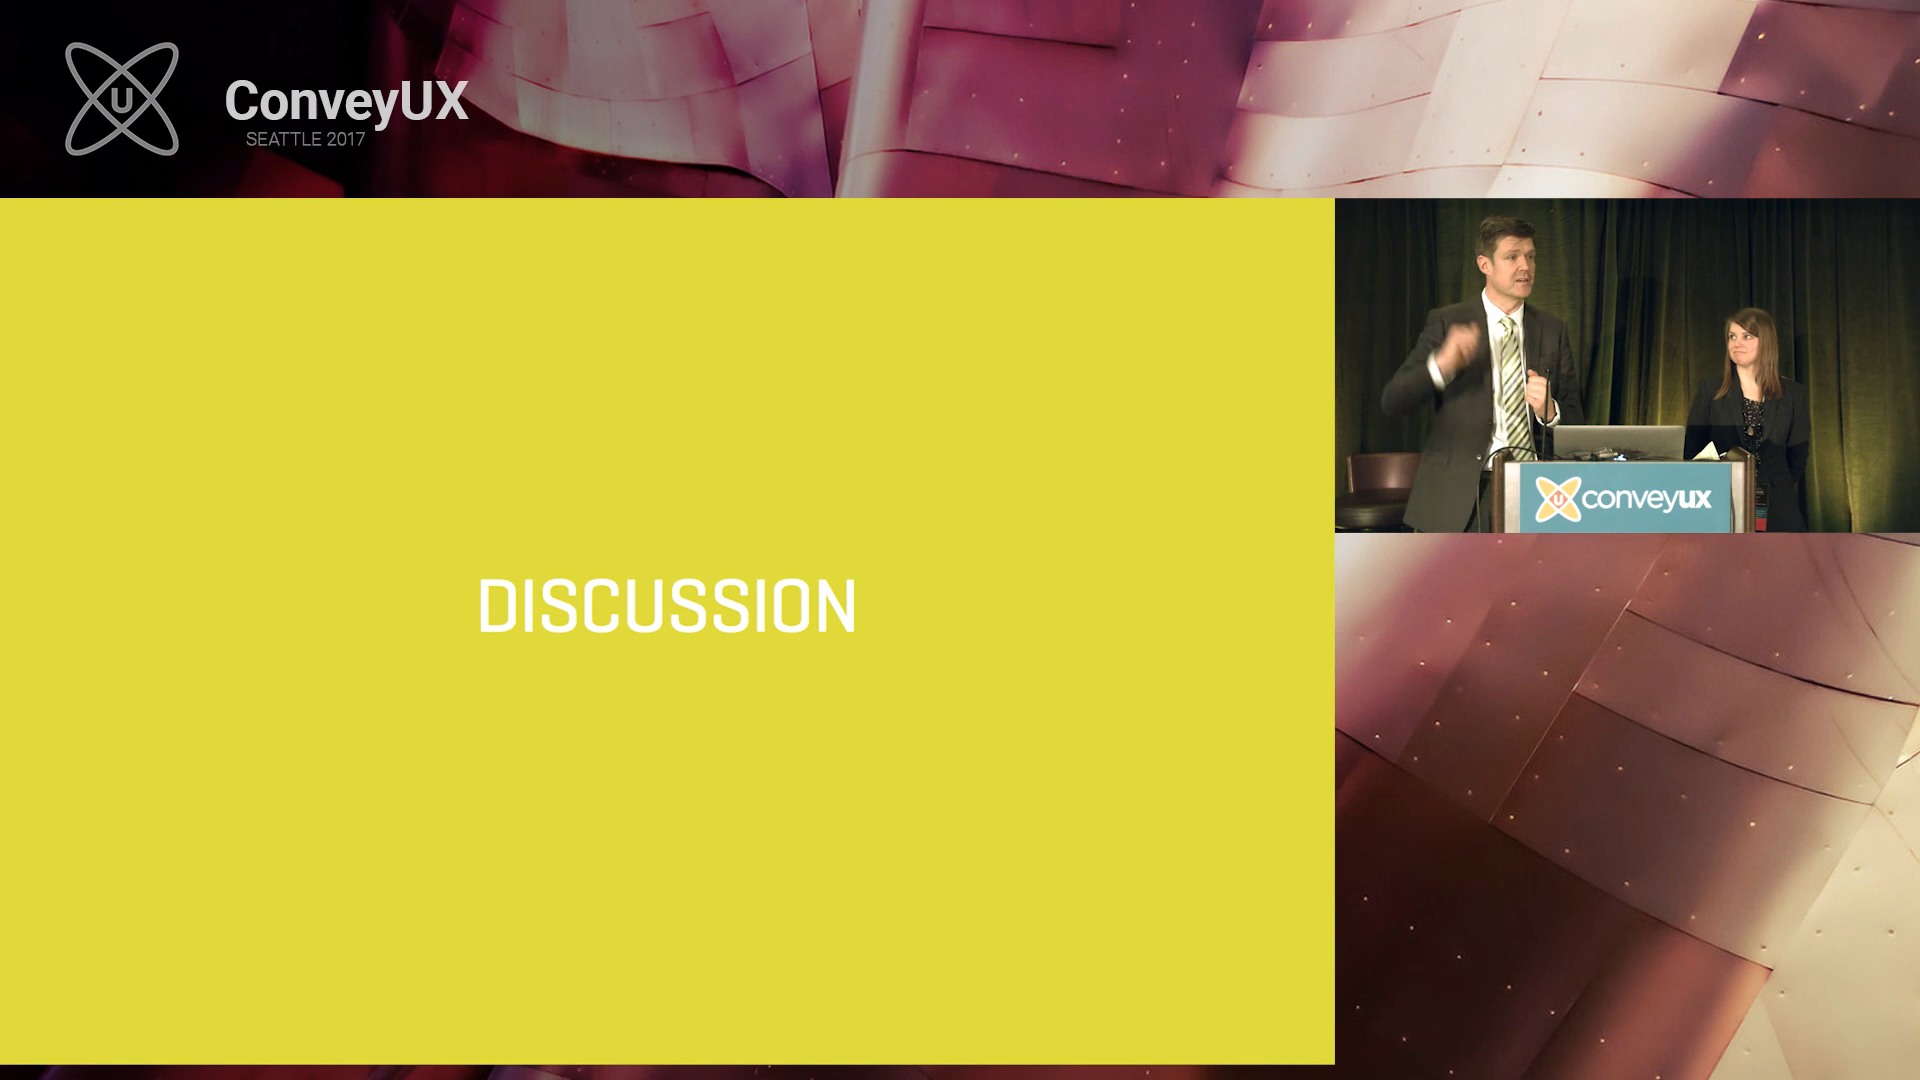 U
ConveyUX
SEATTLE 2017
DISCUSSION
U conveyux